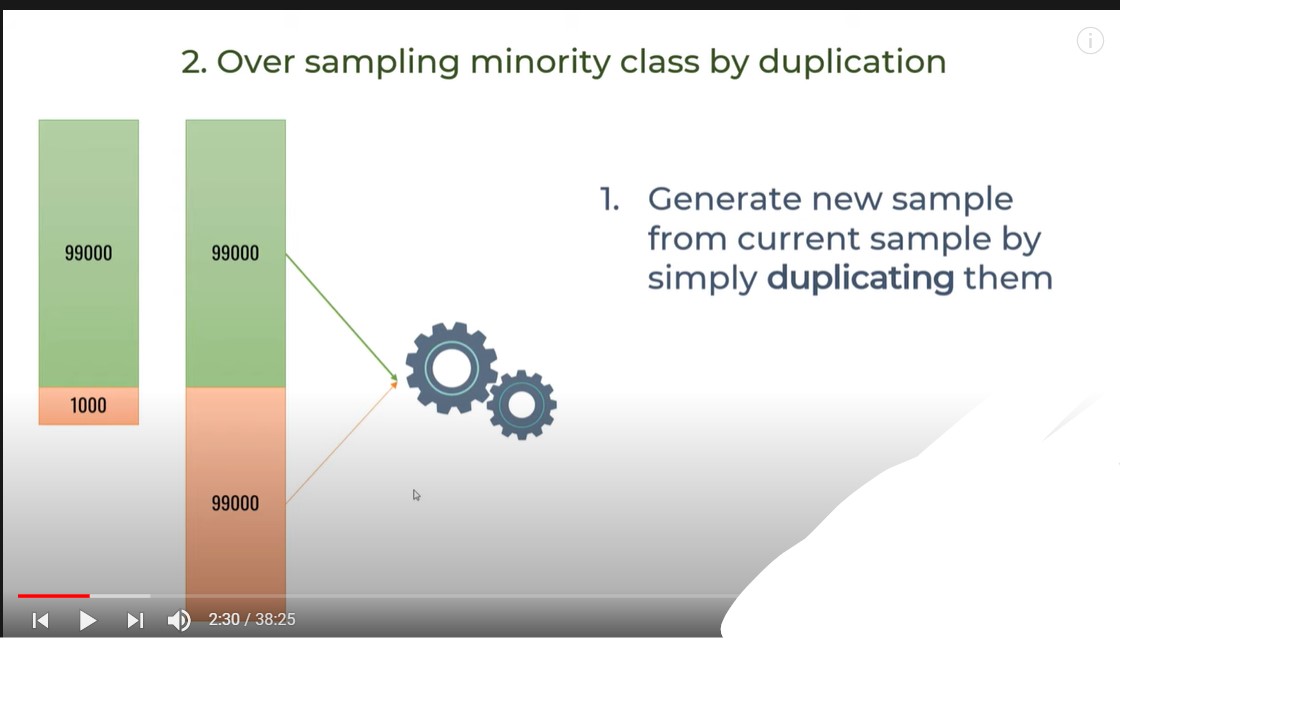 2. Over sampling minority class by duplication
99000
99000
1. Generate new sample
from current sample by
simply duplicating them
1000
99000
2:30 / 38:25